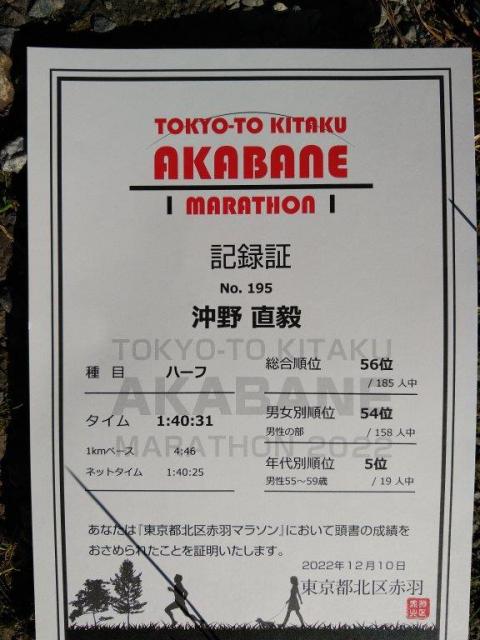 TOKYO-TO KITAKU
AKABANE
MARATHON
記録証
No. 195
沖野 直毅
TOKYO-TO KITAKU
AKABANE
MARATHON 2022
種 目 ハーフ
タイム 1:40:31
1kmペース 4:46
ネットタイム 1:40:25
総合順位 56位
/ 185 人中
男女別順位 54位
男性の部 / 158 人中
年代別順位 5位
男性55～59歳 / 19 人中
あなたは『東京都北区赤羽マラソン』において頭書の成績を
おさめられたことを証明いたします。
2022年12月10日
東京都北区赤羽